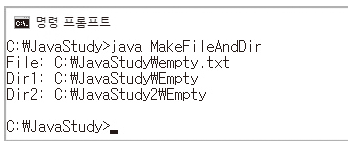 명령 프롬프트
C:₩JavaStudy>java MakeFileAndDir
File: C:₩JavaStudy₩empty.txt
Dir1: C:₩JavaStudy₩Empty
Dir2: C:₩JavaStudy2₩Empty
C:₩JavaStudy>